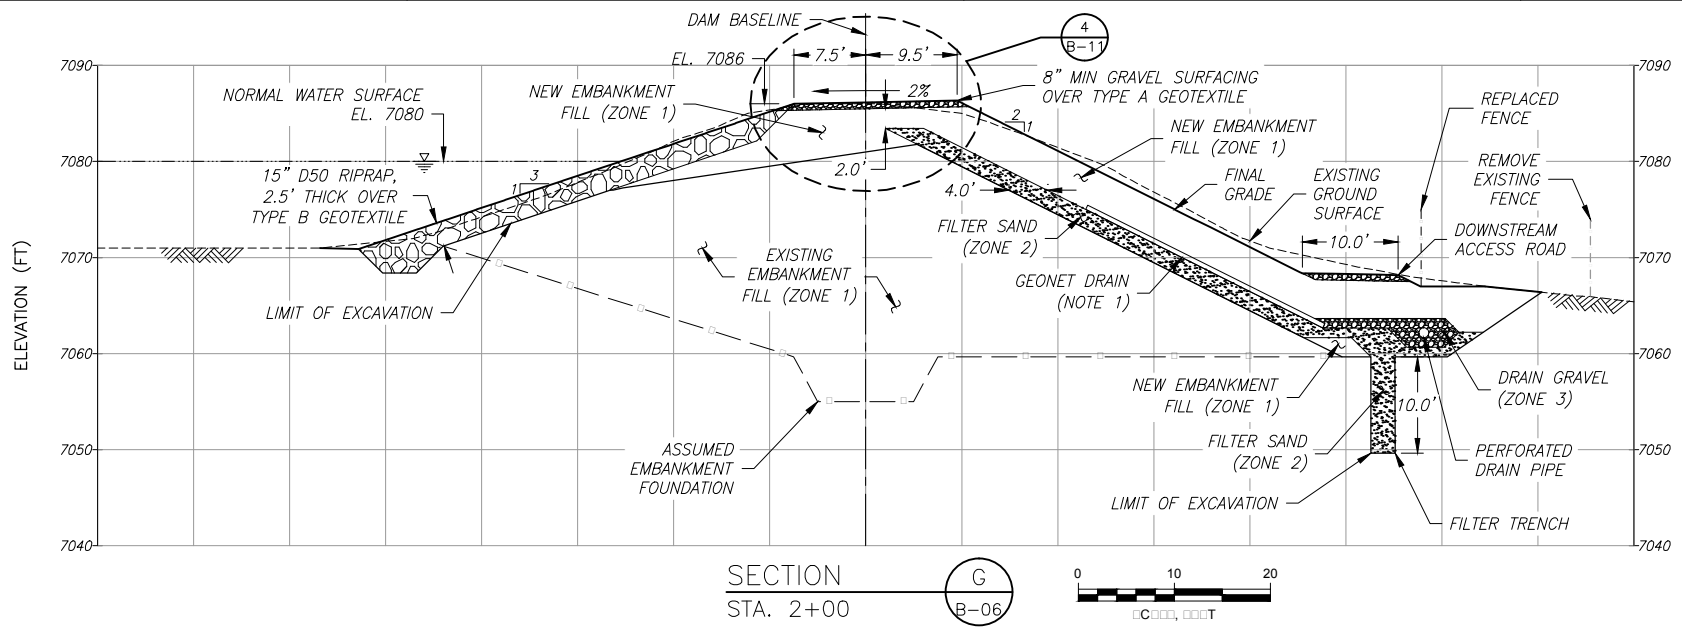 DAM BASELINE
4
B-11
7.5'
9.5'
EL. 7086
7090
7090
8" MIN GRAVEL SURFACING
OVER TYPE A GEOTEXTILE
2%
NEW EMBANKMENT
FILL (ZONE 1)
NORMAL WATER SURFACE
EL. 7080
REPLACED
FENCE
2
1
NEW EMBANKMENT
FILL (ZONE 1)
7080
7080
2.0'
REMOVE
EXISTING
FENCE
15" D50 RIPRAP,
2.5' THICK OVER
TYPE B GEOTEXTILE
3
1
4.0'
FINAL
GRADE
EXISTING
GROUND
SURFACE
FILTER SAND
(ZONE 2)
10.0'
DOWNSTREAM
ACCESS ROAD
7070
7070
EXISTING
EMBANKMENT
FILL (ZONE 1)
GEONET DRAIN
(NOTE 1)
LIMIT OF EXCAVATION
ELEVATION (FT)
7060
7060
NEW EMBANKMENT
FILL (ZONE 1)
10.0'
DRAIN GRAVEL
(ZONE 3)
FILTER SAND
(ZONE 2)
7050
7050
ASSUMED
EMBANKMENT
FOUNDATION
PERFORATED
DRAIN PIPE
LIMIT OF EXCAVATION
FILTER TRENCH
7040
7040
SECTION
STA. 2+00
G
B-06
0 10 20